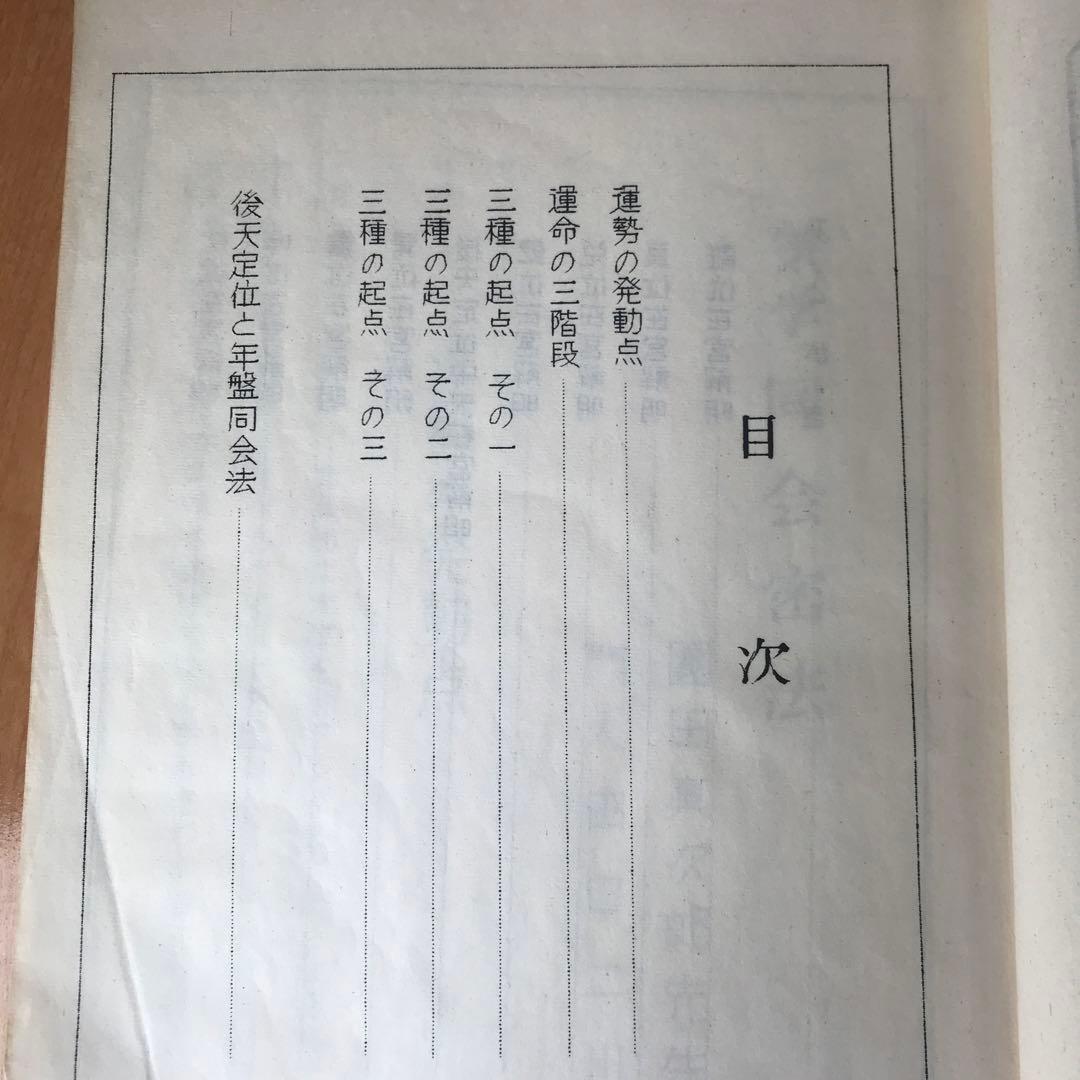 目次
運勢の発動点
運命の三階段
三種の起点 その一
三種の起点 その二
三種の起点 その三
後天定位と年盤同会法